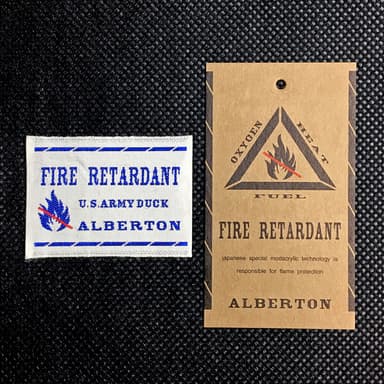 FIRE RETARDANT
U.S.ARMY DUCK
ALBERTON
OXYGEN
HEAT
FUEL
FIRE RETARDANT
Japanese special modacrylic technology is
responsible for flame protection
ALBERTON